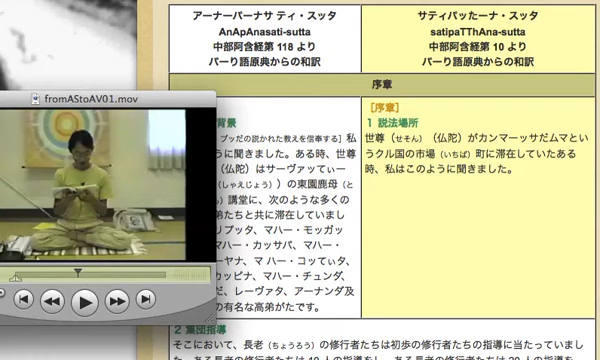 アーナーパーナサ ティ・スッタ
AnApAnasati-sutta
中部阿含経第 118 より
パーり語原典からの和訳
サティパッたーナ・スッタ
satipaTThAna-sutta
中部阿含経第 10 より
パーり語原典からの和訳
序章
fromAStoAV01.mov
背景
ブッだの説かれた教えを信奉する］私
うに聞きました。ある時、世尊
（仏陀）はサーヴァッてぃー
（しゃえじょう））の東園鹿母（と
）講堂に、次のような多くの
弟たちと共に滞在していまし
リプッタ、マハー・モッガッ
マハー・カッサパ、マハー・
ーヤナ、マ ハー・コッてぃタ、
カッピナ、マハー・チュンダ、
だ、レーヴァタ、アーナンダ及
の有名な高弟がたです。
［序章］
1 説法場所
世尊（せそん）（仏陀）がカンマーッサだムマとい
うクル国の市場（いちば）町に滞在していたあ
る時、私はこのように聞きました。
2 集団指導
そこにおいて、長老（ちょうろう）の修行者たちは初歩の修行者たちの指導に当たっていまし